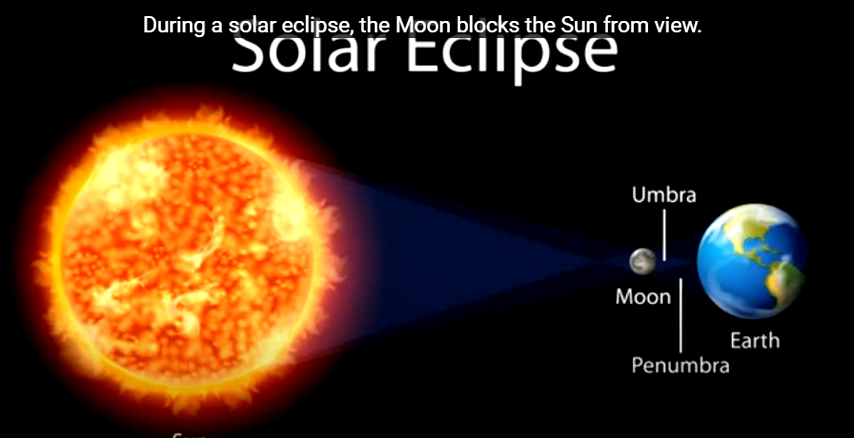 During a solar eclipse, the Moon blocks the Sun from view.
Solar Eclipse
Umbra
Moon
Earth
Penumbra